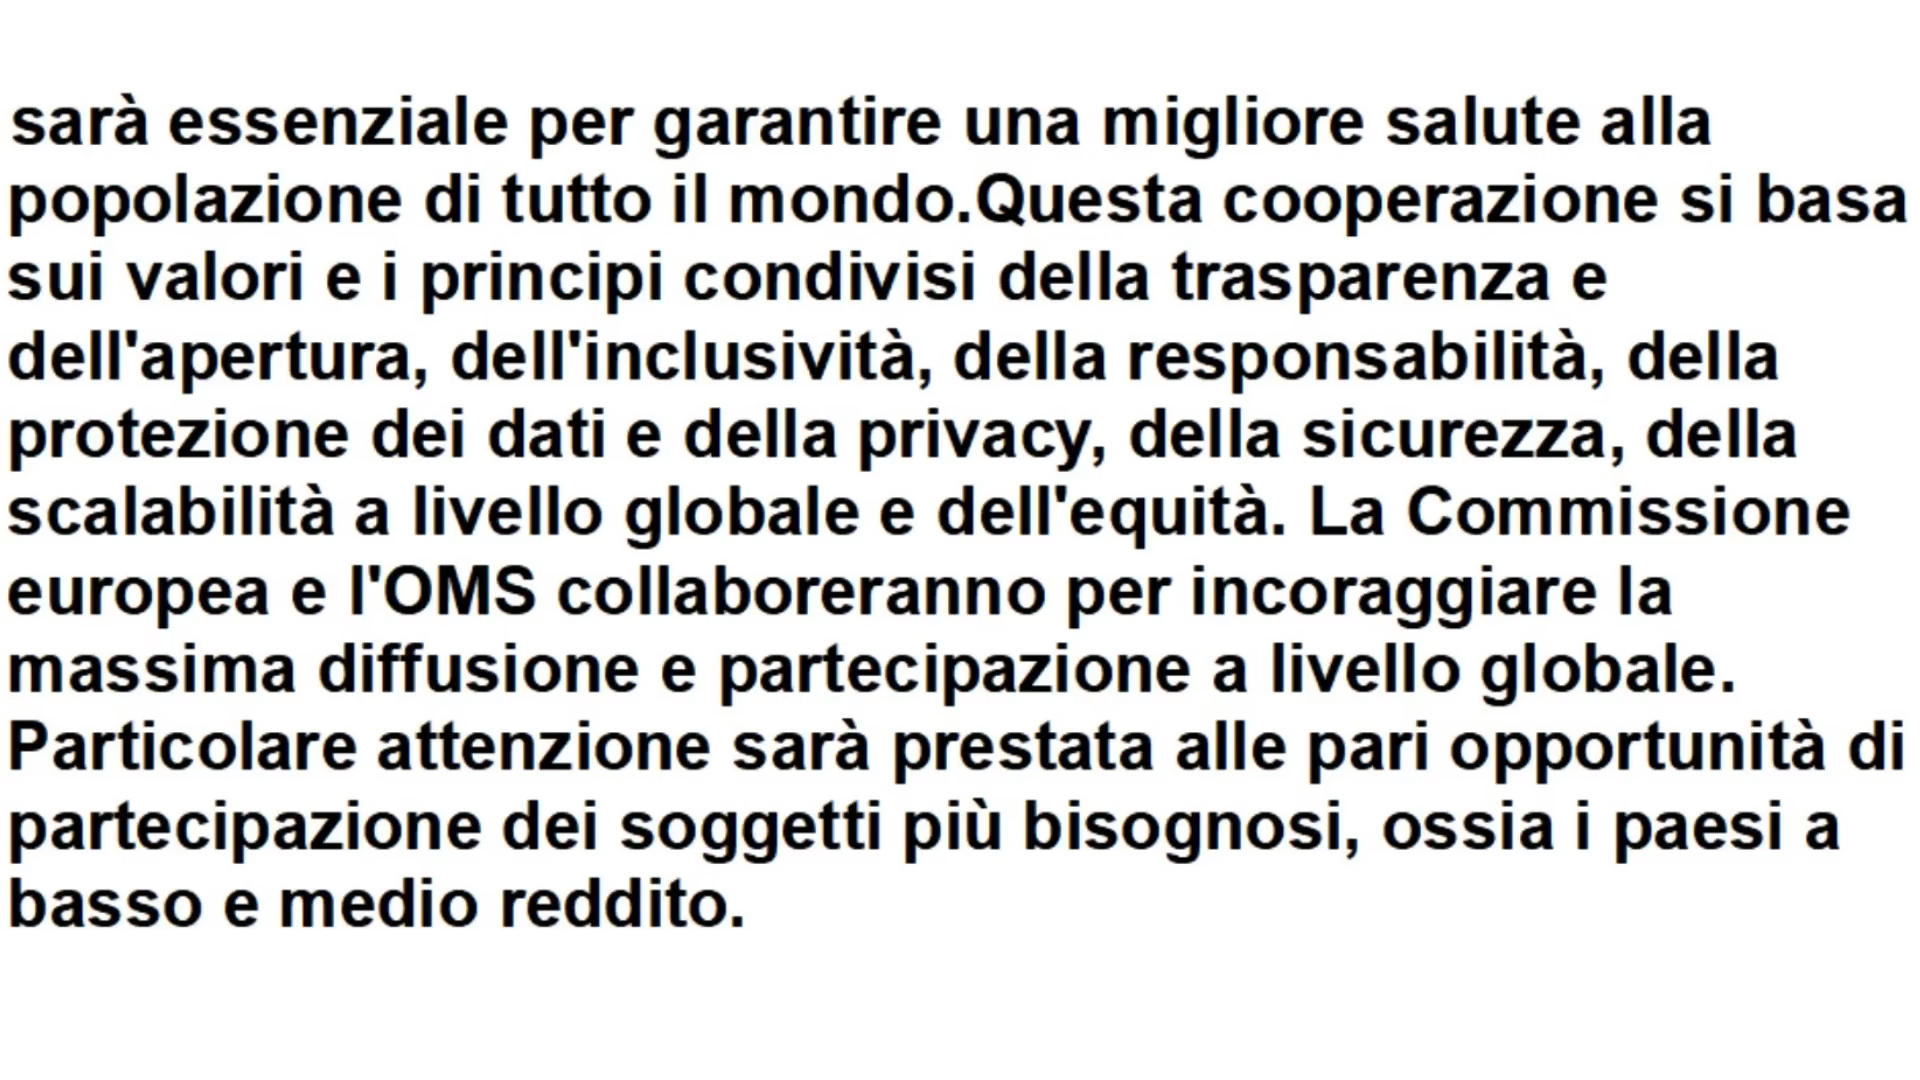 sarà essenziale per garantire una migliore salute alla
popolazione di tutto il mondo.Questa cooperazione si basa
sui valori e i principi condivisi della trasparenza e
dell'apertura, dell'inclusività, della responsabilità, della
protezione dei dati e della privacy, della sicurezza, della
scalabilità a livello globale e dell'equità. La Commissione
europea e l'OMS collaboreranno per incoraggiare la
massima diffusione e partecipazione a livello globale.
Particolare attenzione sarà prestata alle pari opportunità di
partecipazione dei soggetti più bisognosi, ossia i paesi a
basso e medio reddito.